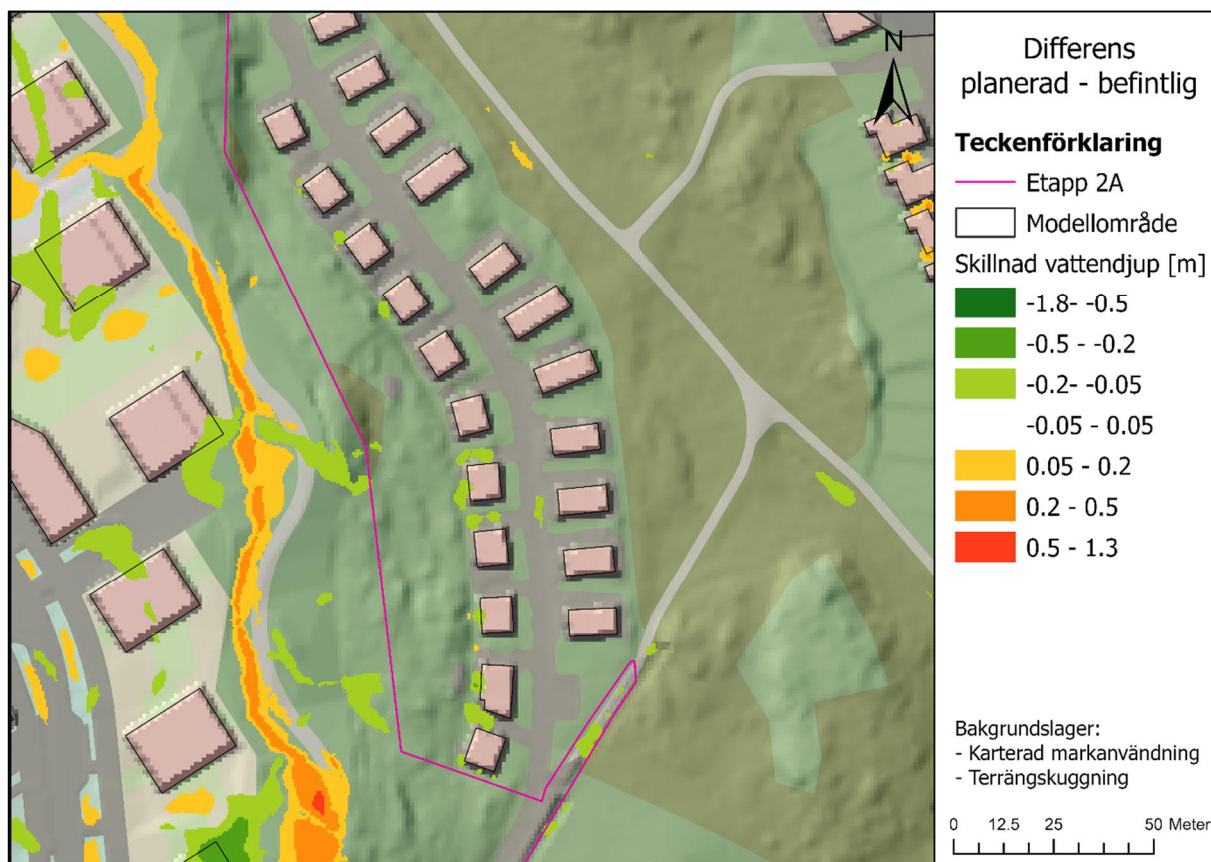 N
Differens
planerad - befintlig
Teckenförklaring
Etapp 2A
Modellområde
Skillnad vattendjup [m]
-1.8- -0.5
-0.5 - -0.2
-0.2- -0.05
-0.05 - 0.05
0.05 - 0.2
0.2 - 0.5
0.5 - 1.3
Bakgrundslager:
- Karterad markanvändning
- Terrängskuggning
0 12.5 25 50 Meter